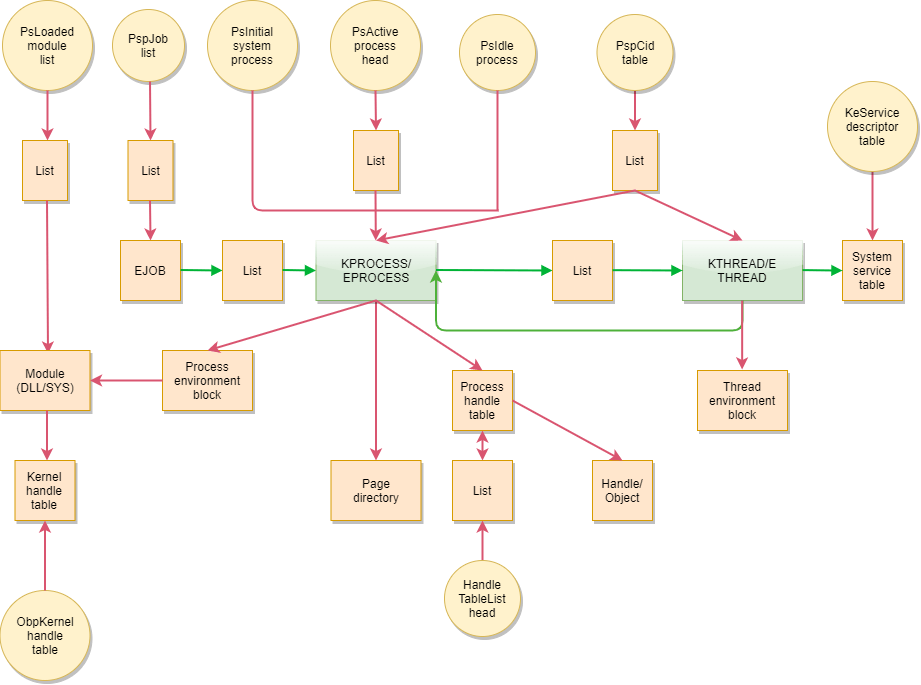 PsLoaded
module
list
PspJob
list
PsInitial
system
process
PsActive
process
head
PsIdle
process
PspCid
table
KeService
descriptor
table
List
List
List
List
EJOB
List
KPROCESS/
EPROCESS
List
KTHREAD/E
THREAD
System
service
table
Module
(DLL/SYS)
Process
environment
block
Process
handle
table
Thread
environment
block
Kernel
handle
table
Page
directory
List
Handle/
Object
Handle
TableList
head
ObpKernel
handle
table